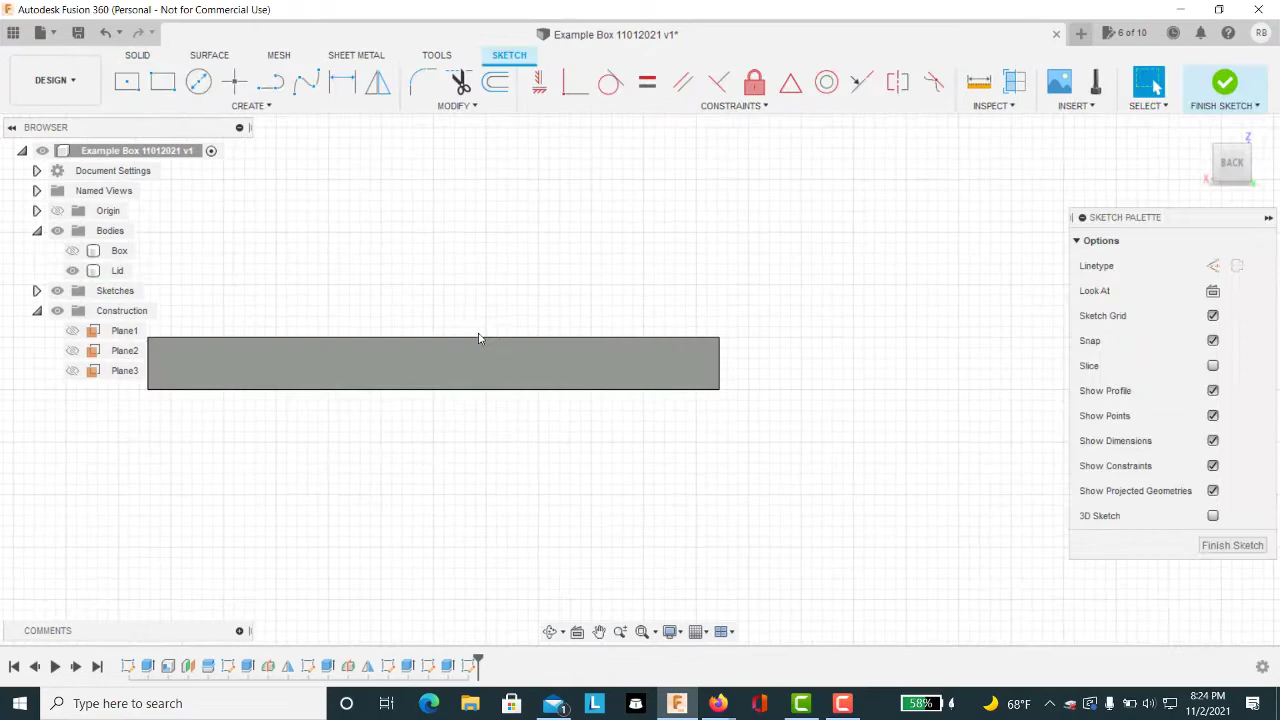 Autodesk Fusion 360 (Personal - Not for Commercial Use)
Example Box 11012021 v1*
6 of 10
RB
SOLID SURFACE MESH SHEET METAL TOOLS SKETCH
DESIGN
CREATE MODIFY CONSTRAINTS INSPECT INSERT SELECT FINISH SKETCH
BROWSER
Example Box 11012021 v1
Document Settings
Named Views
Origin
Bodies
Box
Lid
Sketches
Construction
Plane1
Plane2
Plane3
Z
BACK
X
SKETCH PALETTE
Options
Linetype
Look At
Sketch Grid
Snap
Slice
Show Profile
Show Points
Show Dimensions
Show Constraints
Show Projected Geometries
3D Sketch
Finish Sketch
COMMENTS
Type here to search
1
L
58%
68°F
8:24 PM
11/2/2021